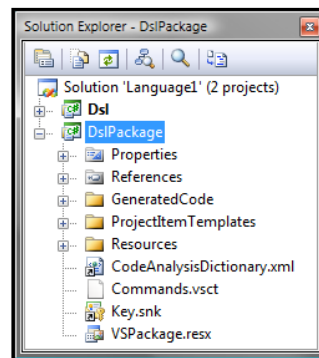 Solution Explorer - DslPackage
Solution 'Language1' (2 projects)
Dsl
DslPackage
Properties
References
GeneratedCode
ProjectItemTemplates
Resources
CodeAnalysisDictionary.xml
Commands.vsct
Key.snk
VSPackage.resx